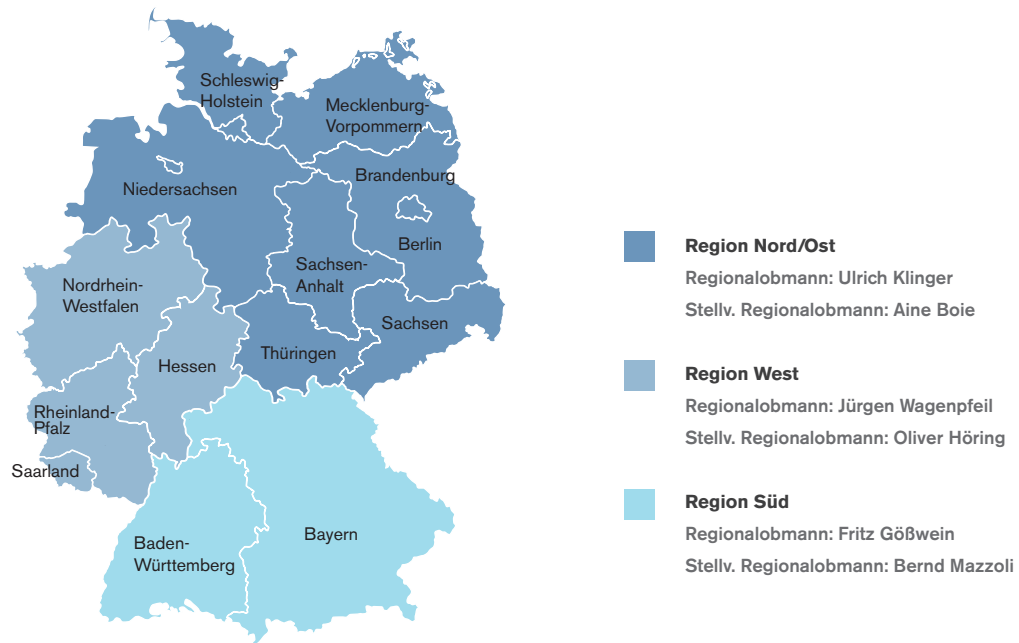 Schleswig-
Holstein
Mecklenburg-
Vorpommern
Brandenburg
Niedersachsen
Berlin
Sachsen-
Anhalt
Nordrhein-
Westfalen
Sachsen
Thüringen
Hessen
Rheinland-
Pfalz
Saarland
Baden-
Württemberg
Bayern
Region Nord/Ost
Regionalobmann: Ulrich Klinger
Stellv. Regionalobmann: Aine Boie
Region West
Regionalobmann: Jürgen Wagenpfeil
Stellv. Regionalobmann: Oliver Höring
Region Süd
Regionalobmann: Fritz Gößwein
Stellv. Regionalobmann: Bernd Mazzoli